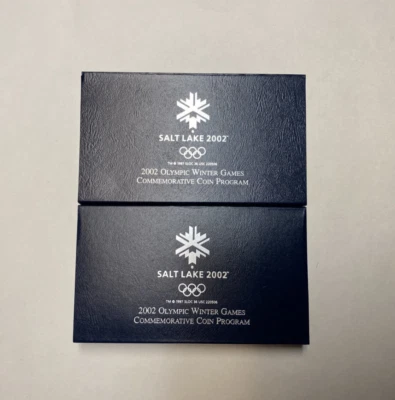 SALT LAKE 2002
2002 OLYMPIC WINTER GAMES
COMMEMORATIVE COIN PROGRAM
SALT LAKE 2002
2002 OLYMPIC WINTER GAMES
COMMEMORATIVE COIN PROGRAM